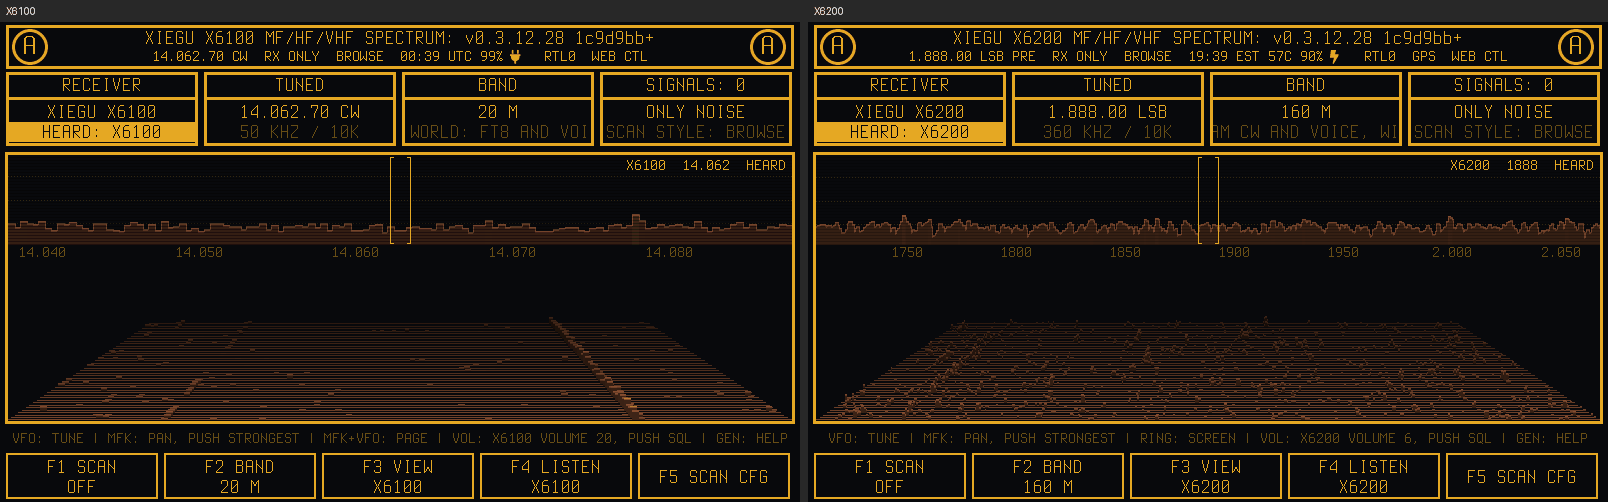 X6100
A XIEGU X6100 MF/HF/VHF SPECTRUM: v0.3.12.28 1c9d9bb+ A
14.062.70 CW RX ONLY BROWSE 00:39 UTC 99% RTL0 WEB CTL
RECEIVER TUNED BAND SIGNALS: 0
XIEGU X6100 14.062.70 CW 20 M ONLY NOISE
HEARD: X6100 50 KHZ / 10K WORLD: FT8 AND VOI SCAN STYLE: BROWSE
X6100 14.062 HEARD
14.040 14.050 14.060 14.070 14.080
VFO: TUNE | MFK: PAN, PUSH STRONGEST | MFK+VFO: PAGE | VOL: X6100 VOLUME 20, PUSH SQL | GEN: HELP
F1 SCAN F2 BAND F3 VIEW F4 LISTEN F5 SCAN CFG
OFF 20 M X6100 X6100
X6200
A XIEGU X6200 MF/HF/VHF SPECTRUM: v0.3.12.28 1c9d9bb+ A
1.888.00 LSB PRE RX ONLY BROWSE 19:39 EST 57C 90% RTL0 GPS WEB CTL
RECEIVER TUNED BAND SIGNALS: 0
XIEGU X6200 1.888.00 LSB 160 M ONLY NOISE
HEARD: X6200 360 KHZ / 10K AM CW AND VOICE, WI SCAN STYLE: BROWSE
X6200 1888 HEARD
1750 1800 1850 1900 1950 2.000 2.050
VFO: TUNE | MFK: PAN, PUSH STRONGEST | RING: SCREEN | VOL: X6200 VOLUME 6, PUSH SQL | GEN: HELP
F1 SCAN F2 BAND F3 VIEW F4 LISTEN F5 SCAN CFG
OFF 160 M X6200 X6200